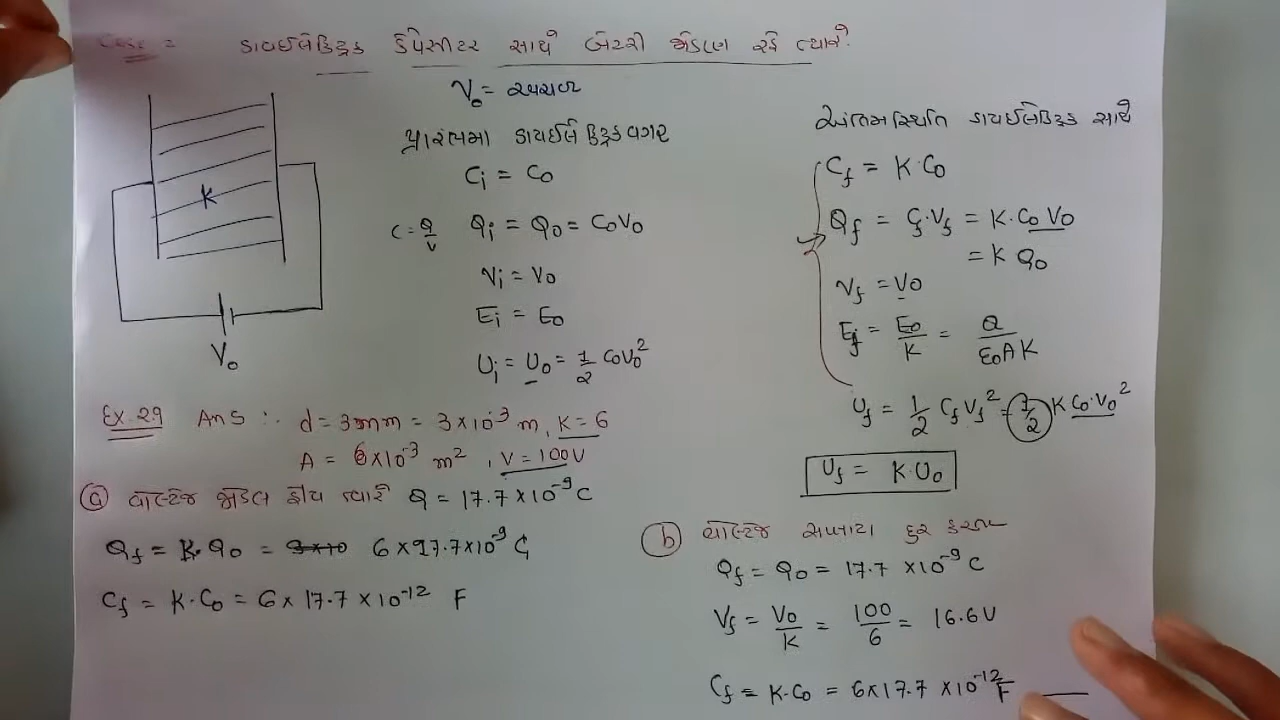 Case = ડાયઇલેક્ટ્રિક કેપેસીટર સાથે બેટરી જોડાણ રહે ત્યારે.
V₀ = અચળ
પ્રારંભમા ડાયઇલેક્ટ્રિક વગર
Cᵢ = C₀
C = Q/V Qᵢ = Q₀ = C₀V₀
Vᵢ = V₀
Eᵢ = E₀
Uᵢ = U₀ = 1/2 C₀V₀²
K
V₀
અંતિમ સ્થિતિ ડાયઇલેક્ટ્રિક સાથે
C_f = K·C₀
Q_f = C_f·V_f = K·C₀V₀
= K Q₀
V_f = V₀
E_f = E₀/K = Q/ε₀AK
U_f = 1/2 C_f V_f² = 1/2 K C₀·V₀²
U_f = K·U₀
Ex.29 Ans :. d = 3mm = 3×10⁻³ m, K = 6
A = 6×10⁻³ m², V = 100V
(a) વોલ્ટેજ જોડેલ હોય ત્યારે Q = 17.7×10⁻⁹ C
Q_f = K·Q₀ = 6×17.7×10⁻⁹ C
C_f = K·C₀ = 6×17.7×10⁻¹² F
(b) વોલ્ટેજ સપ્લાય દુર કરતા
Q_f = Q₀ = 17.7 ×10⁻⁹ C
V_f = V₀/K = 100/6 = 16.6V
C_f = K·C₀ = 6×17.7 ×10⁻¹² F